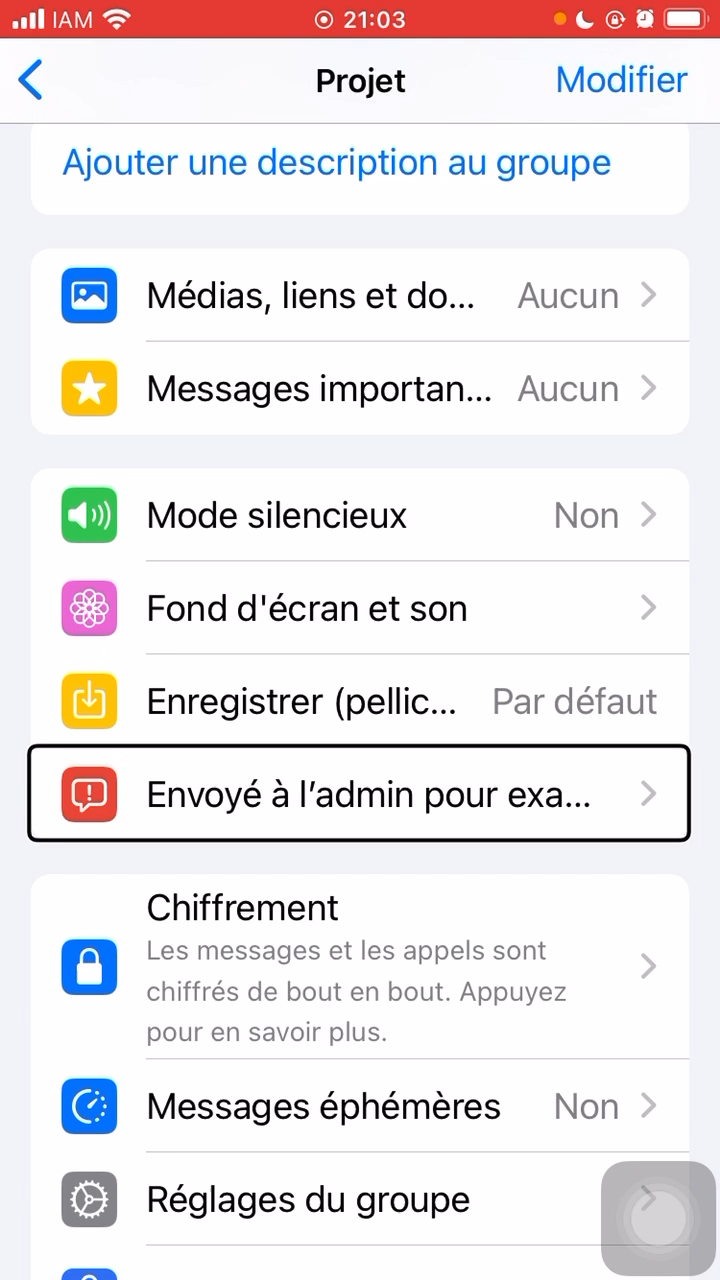 IAM 21:03
Projet Modifier
Ajouter une description au groupe
Médias, liens et do... Aucun
Messages importan... Aucun
Mode silencieux Non
Fond d'écran et son
Enregistrer (pellic... Par défaut
Envoyé à l’admin pour exa...
Chiffrement
Les messages et les appels sont
chiffrés de bout en bout. Appuyez
pour en savoir plus.
Messages éphémères Non
Réglages du groupe